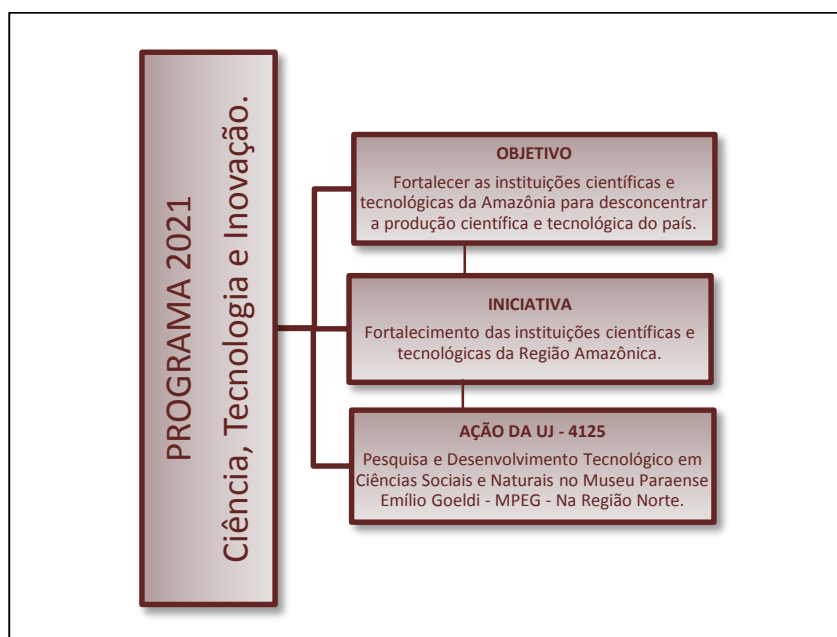 PROGRAMA 2021
Ciência, Tecnologia e Inovação.
OBJETIVO
Fortalecer as instituições científicas e
tecnológicas da Amazônia para desconcentrar
a produção científica e tecnológica do país.
INICIATIVA
Fortalecimento das instituições científicas e
tecnológicas da Região Amazônica.
AÇÃO DA UJ - 4125
Pesquisa e Desenvolvimento Tecnológico em
Ciências Sociais e Naturais no Museu Paraense
Emílio Goeldi - MPEG - Na Região Norte.